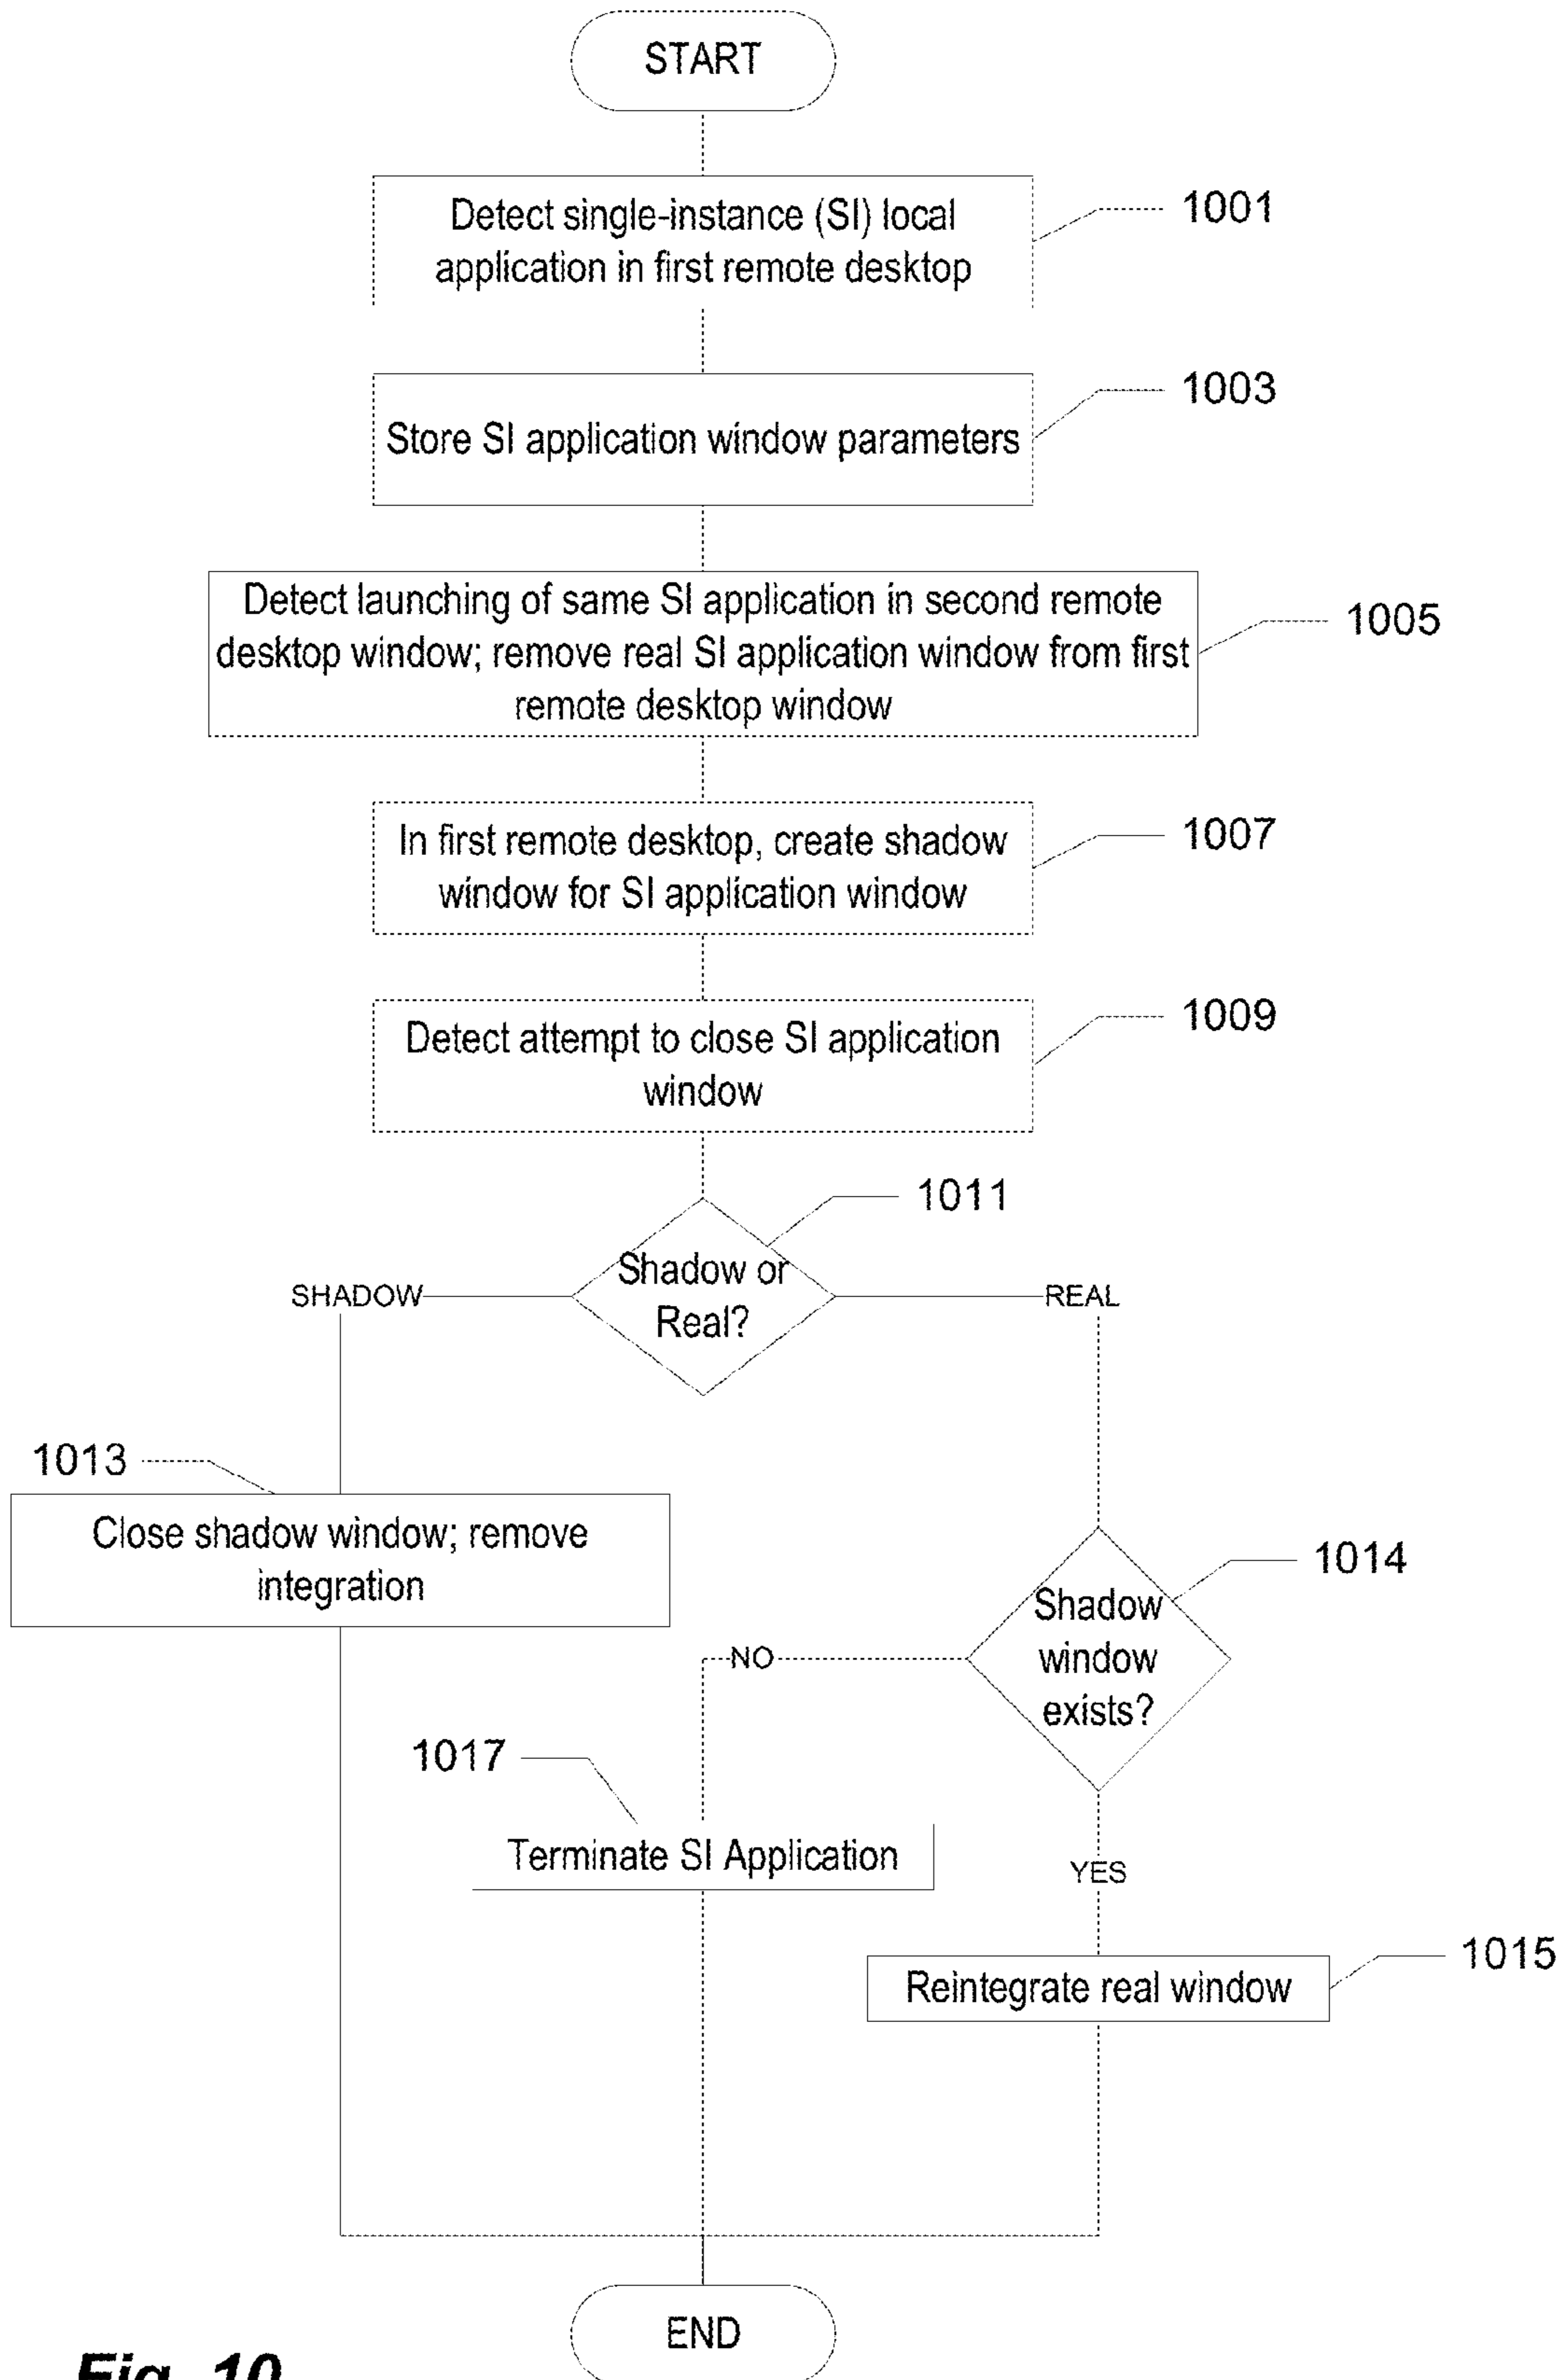 START
Detect single-instance (SI) local
application in first remote desktop
1001
Store SI application window parameters
1003
Detect launching of same SI application in second remote
desktop window; remove real SI application window from first
remote desktop window
1005
In first remote desktop, create shadow
window for SI application window
1007
Detect attempt to close SI application
window
1009
1011
Shadow or
Real?
SHADOW
REAL
1013
Close shadow window; remove
integration
1014
Shadow
window
exists?
NO
1017
Terminate SI Application
YES
1015
Reintegrate real window
END
Fig. 10